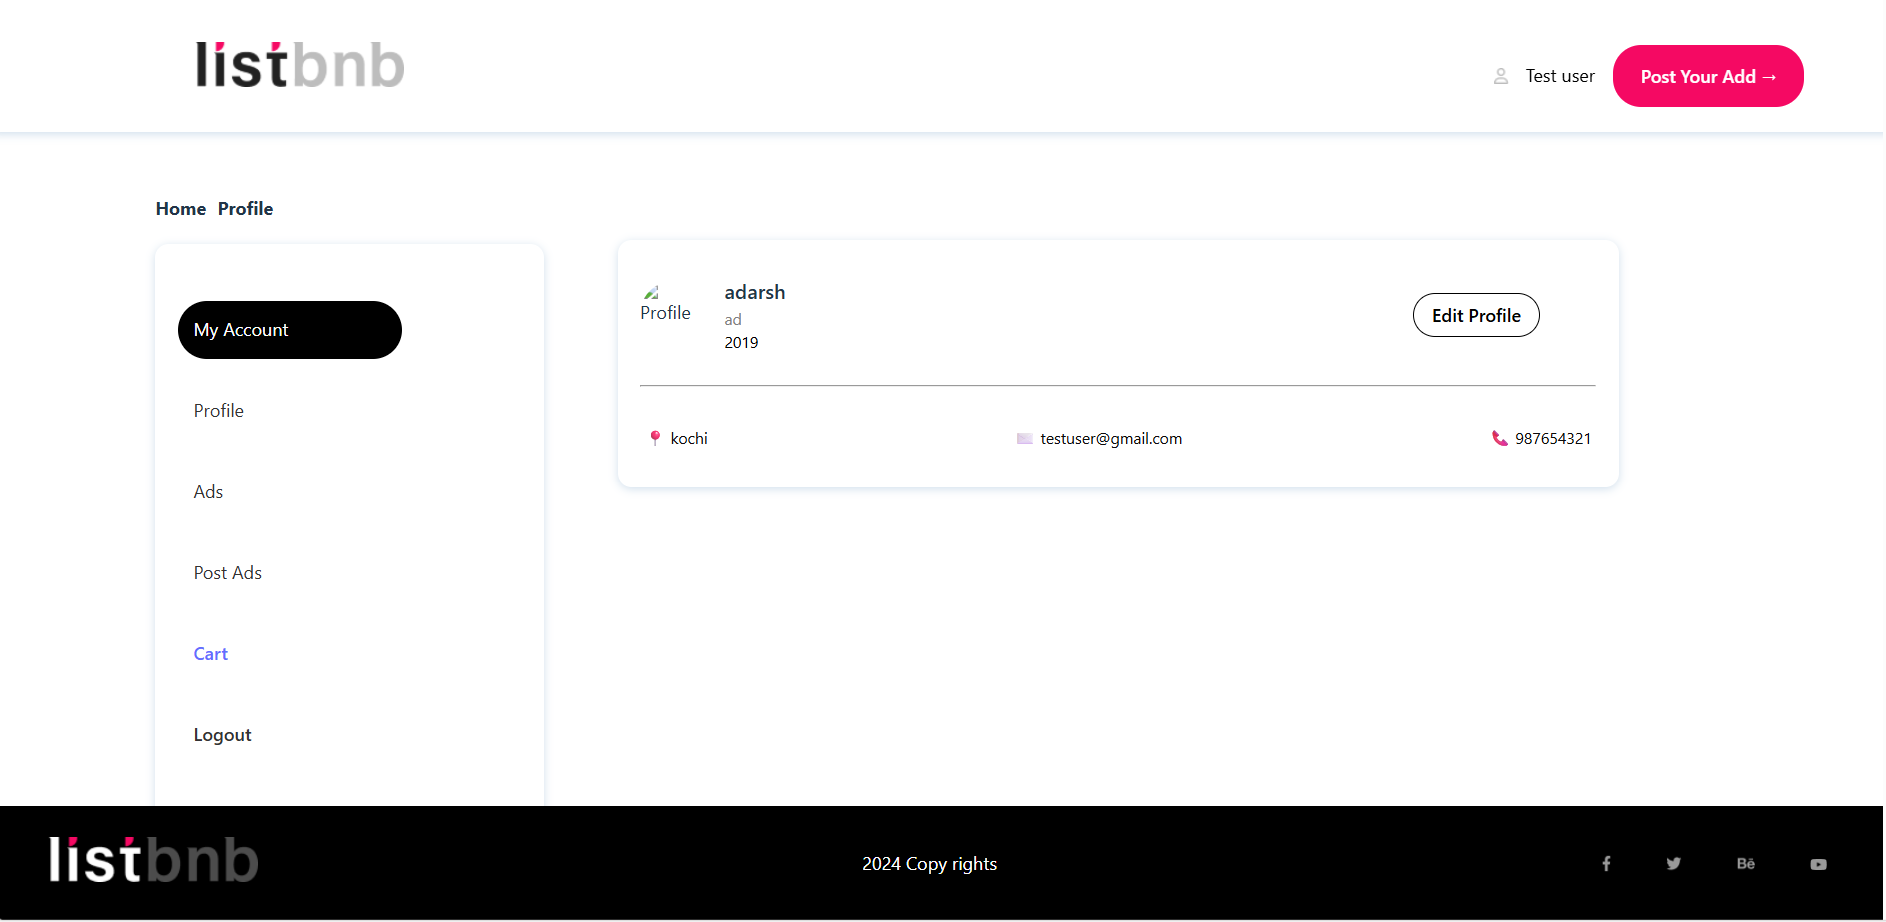 listbnb
Test user
Post Your Add →
Home Profile
My Account
Profile
Ads
Post Ads
Cart
Logout
Profile
adarsh
ad
2019
Edit Profile
kochi
testuser@gmail.com
987654321
listbnb
2024 Copy rights
Bē